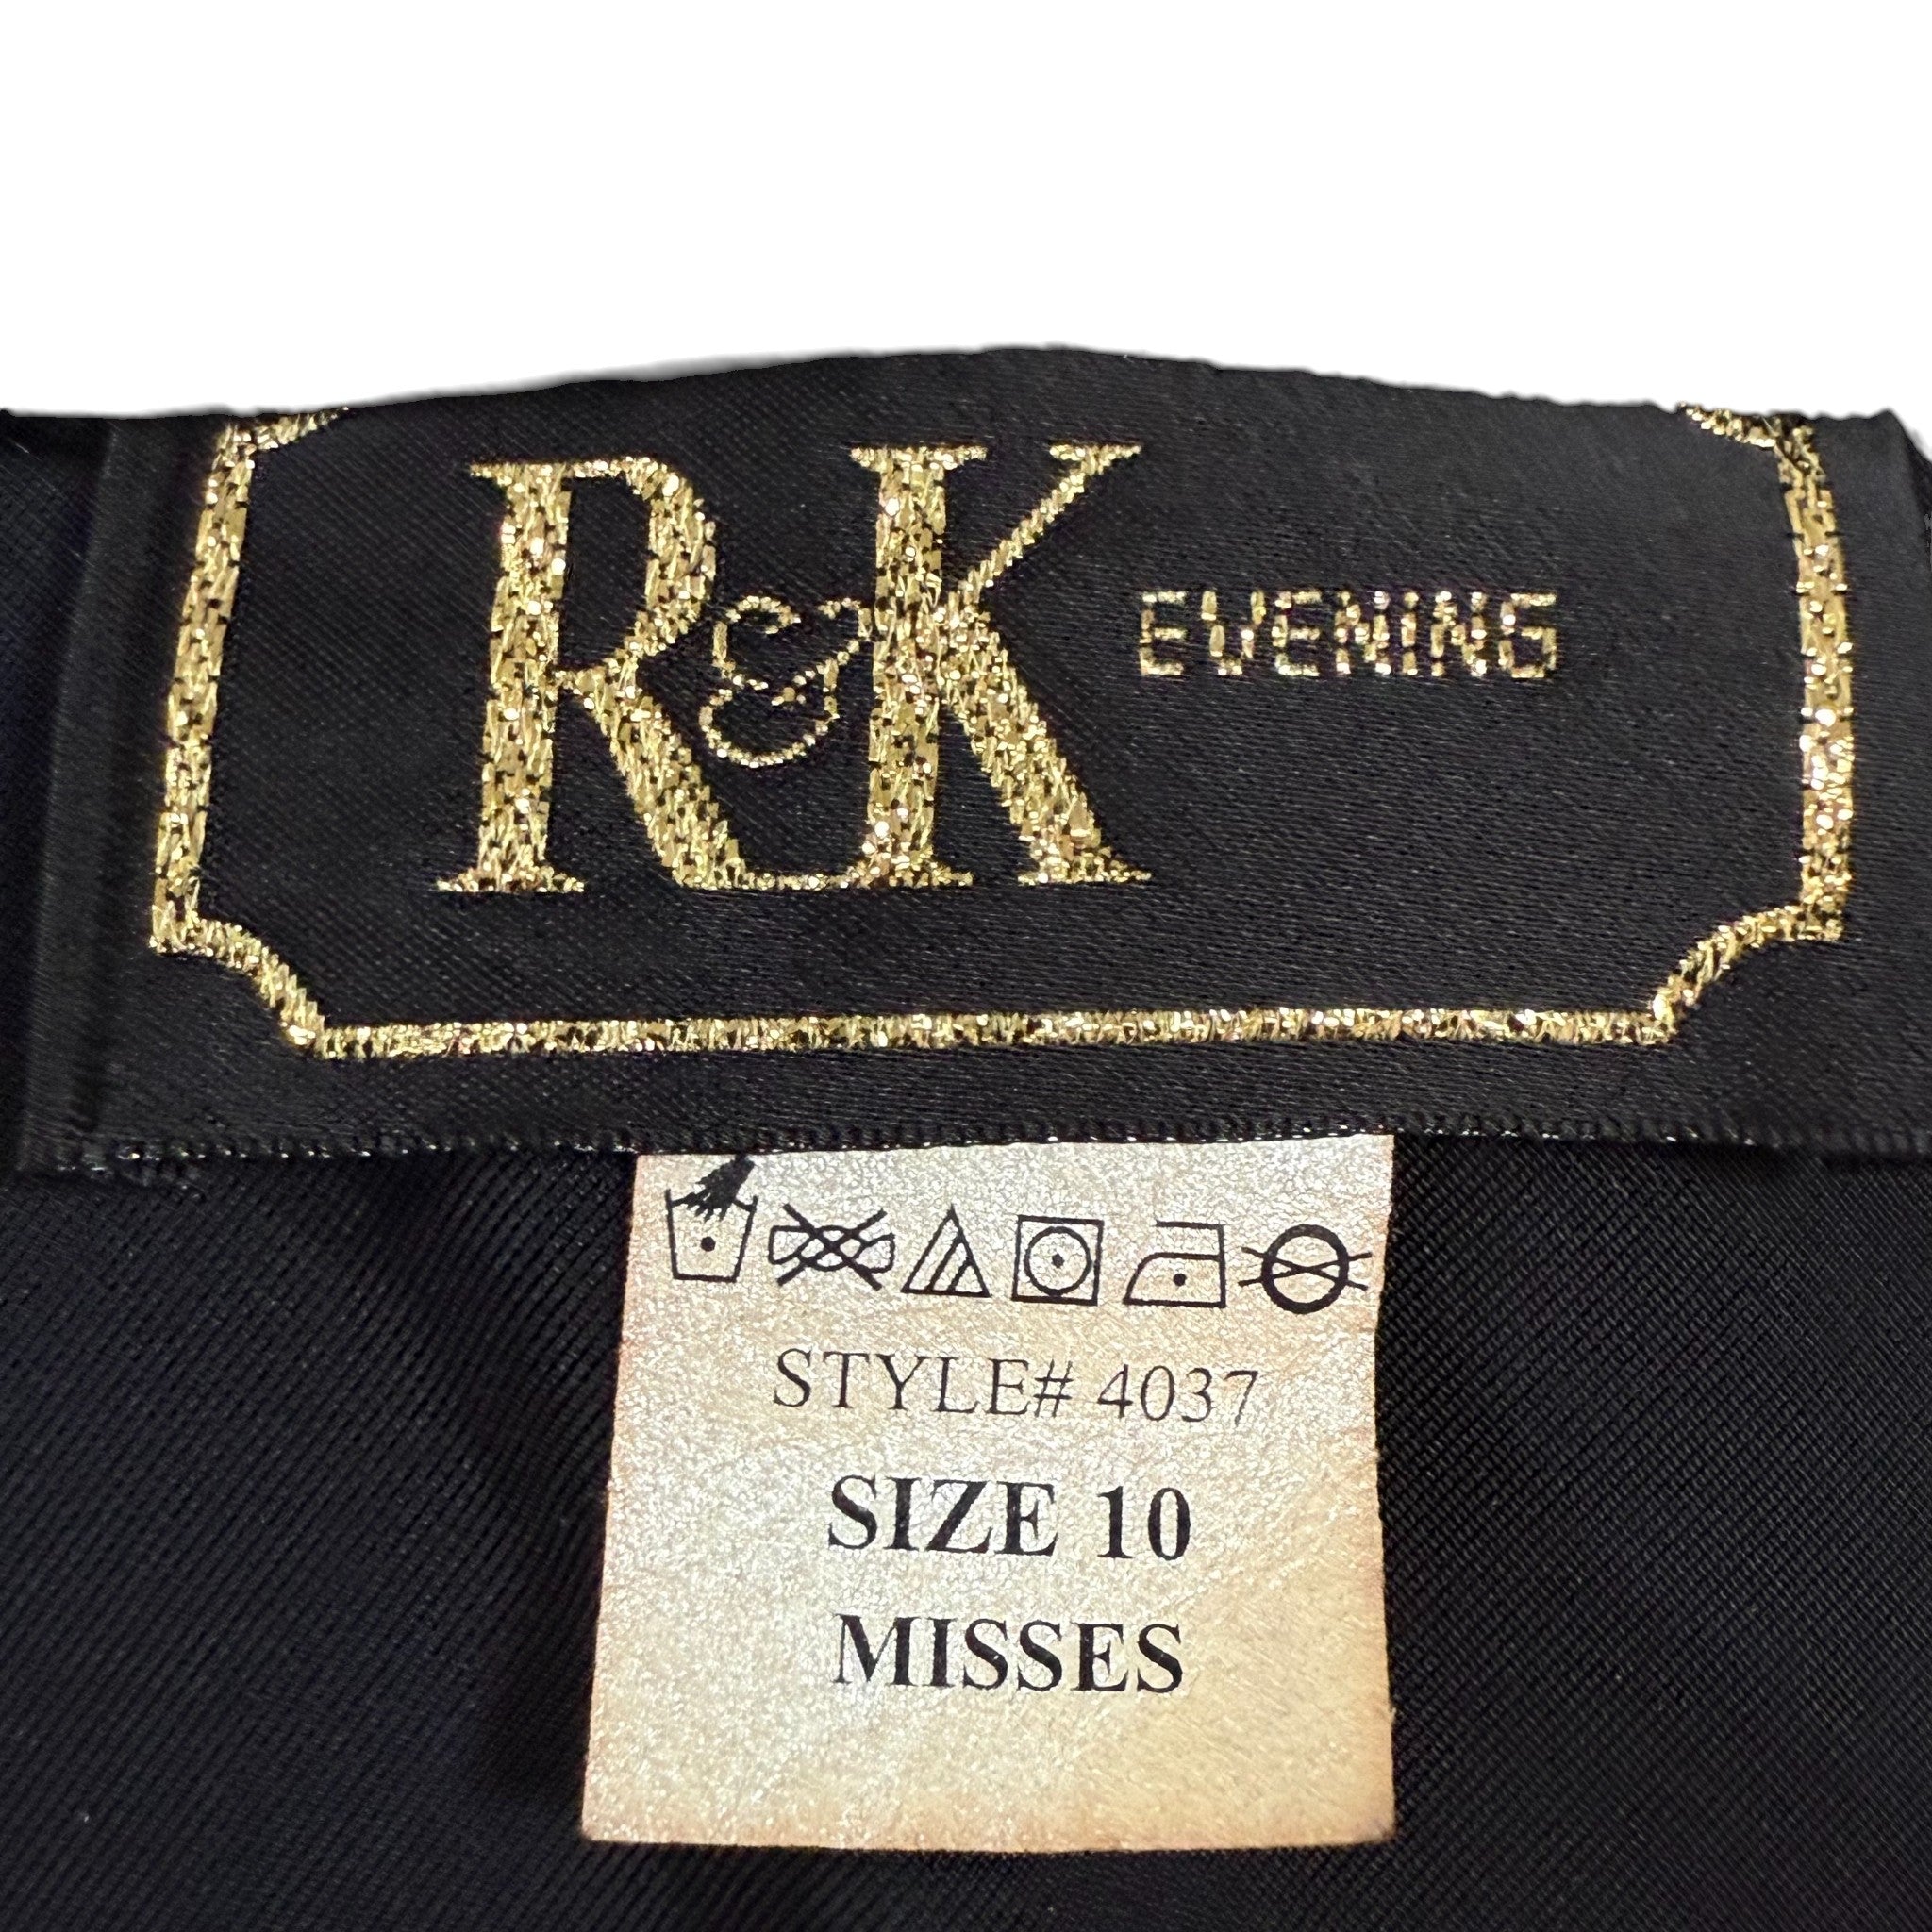 R&K EVENING
STYLE# 4037
SIZE 10
MISSES